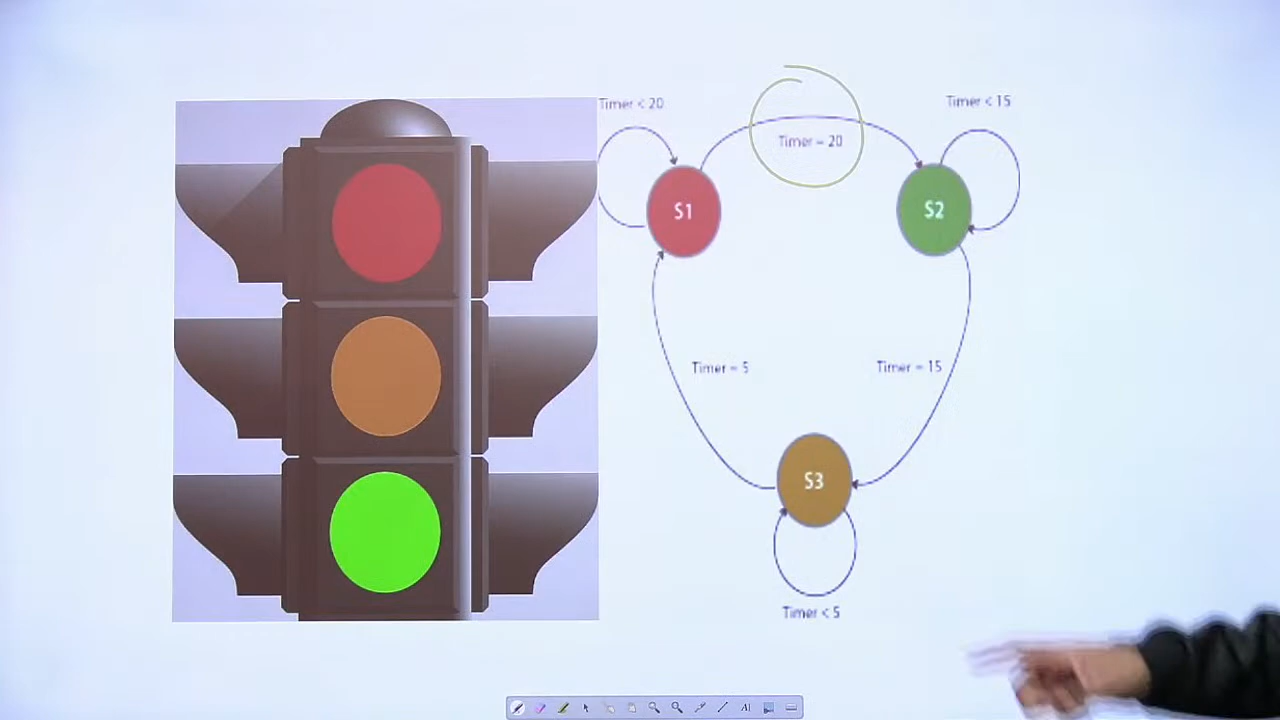 Timer < 20
Timer < 15
Timer = 20
S1
S2
Timer = 5
Timer = 15
S3
Timer < 5
A